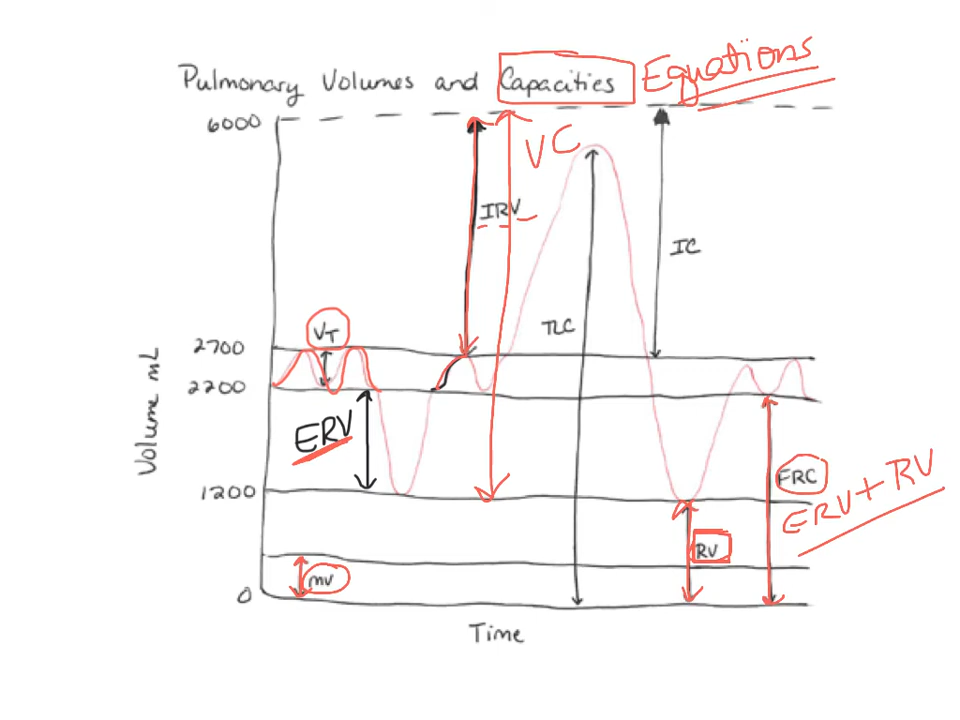 Pulmonary Volumes and Capacities Equations
6000
VC
IRV
IC
TLC
VT
2700
2200
ERV
FRC
ERV+RV
1200
RV
mv
0
Volume mL
Time